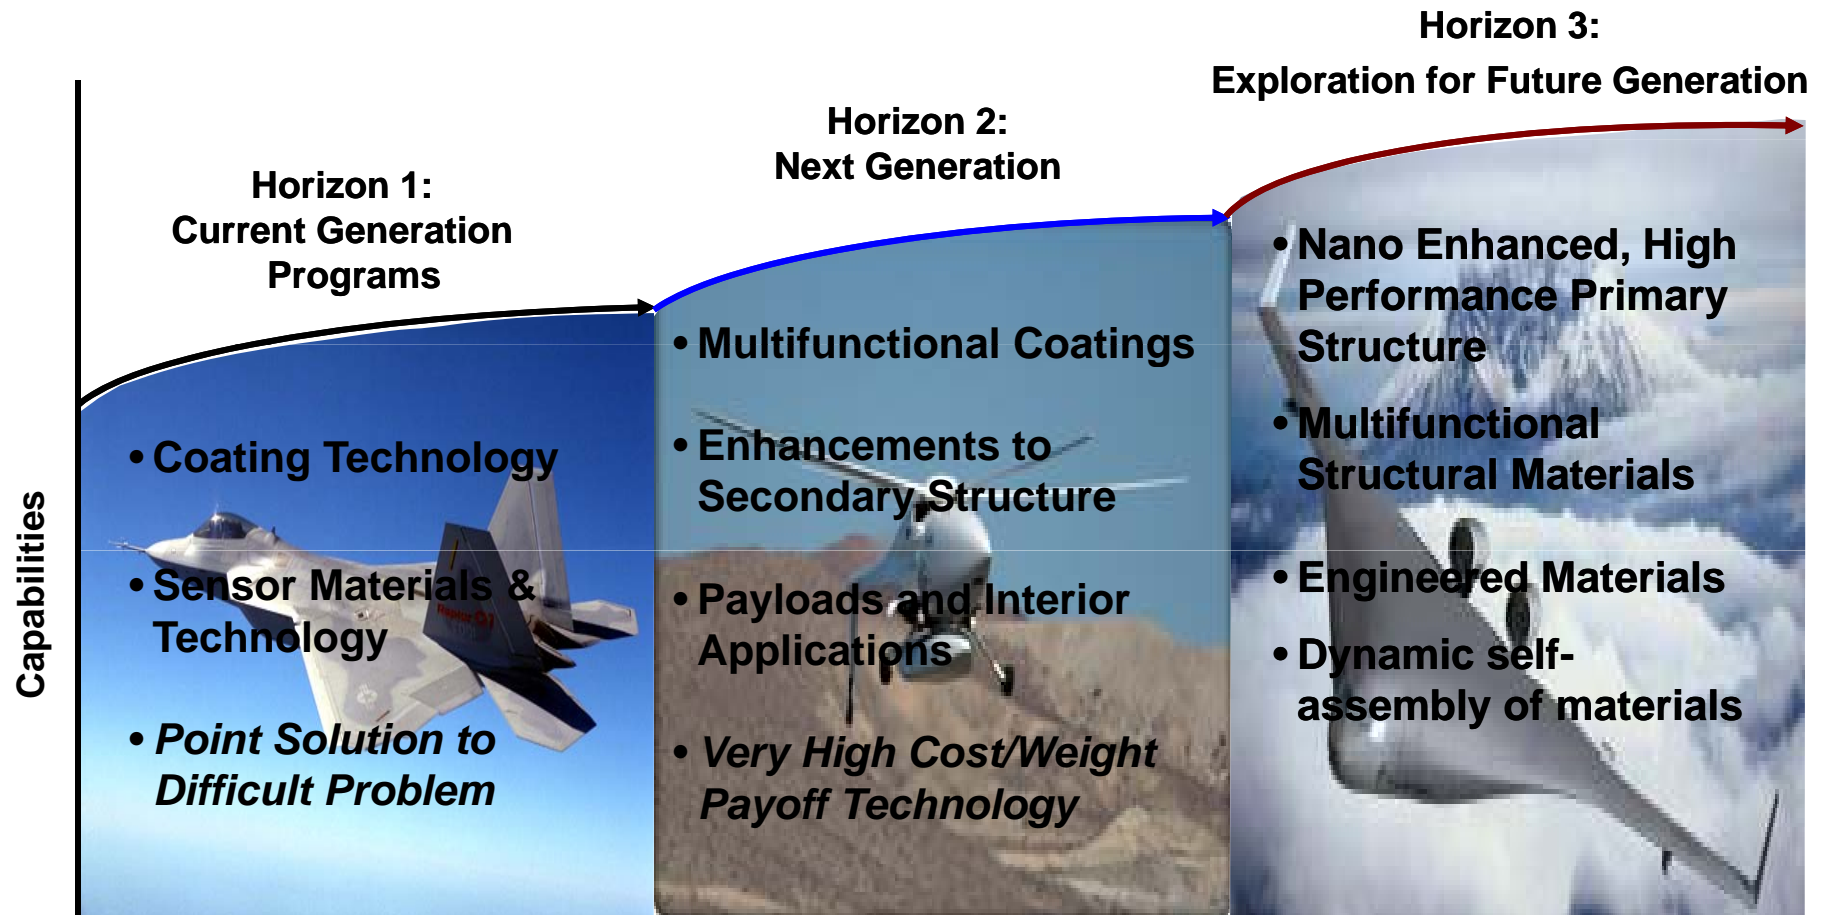 Horizon 3:
Exploration for Future Generation
Horizon 2:
Next Generation
Horizon 1:
Current Generation
Programs
Capabilities
• Coating Technology
• Sensor Materials &
Technology
• Point Solution to
Difficult Problem
• Multifunctional Coatings
• Enhancements to
Secondary Structure
• Payloads and Interior
Applications
• Very High Cost/Weight
Payoff Technology
• Nano Enhanced, High
Performance Primary
Structure
• Multifunctional
Structural Materials
• Engineered Materials
• Dynamic self-
assembly of materials
Raptor